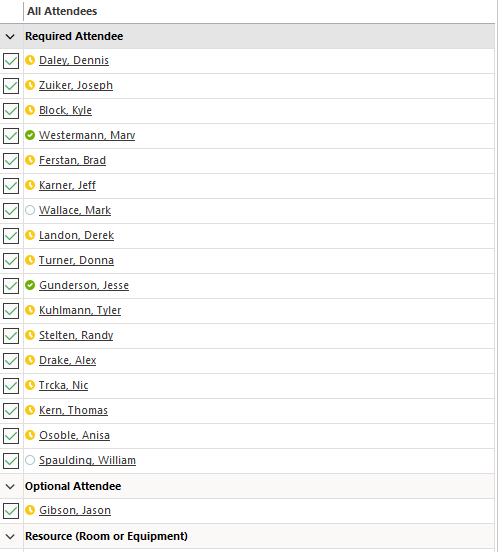 All Attendees
Required Attendee
Daley, Dennis
Zuiker, Joseph
Block, Kyle
Westermann, Marv
Ferstan, Brad
Karner, Jeff
Wallace, Mark
Landon, Derek
Turner, Donna
Gunderson, Jesse
Kuhlmann, Tyler
Stelten, Randy
Drake, Alex
Trcka, Nic
Kern, Thomas
Osoble, Anisa
Spaulding, William
Optional Attendee
Gibson, Jason
Resource (Room or Equipment)